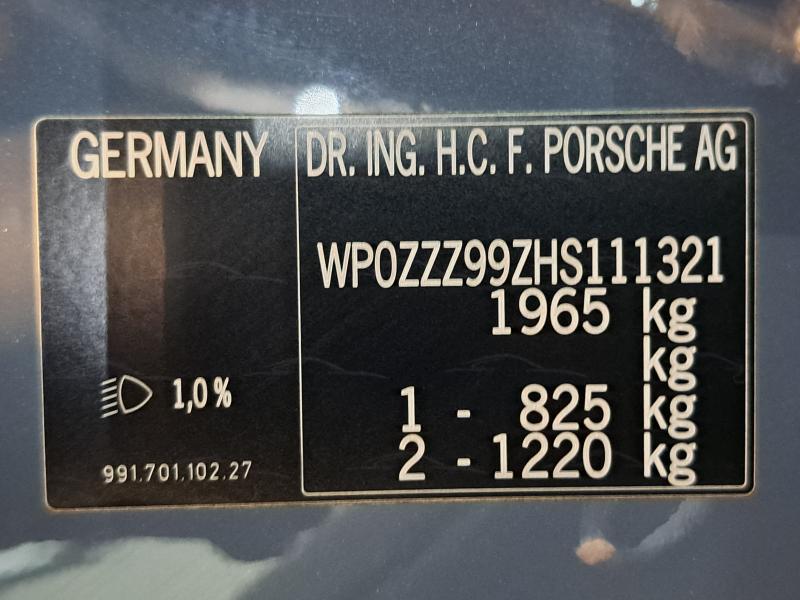 GERMANY
DR. ING. H.C. F. PORSCHE AG
WP0ZZZ99ZHS111321
1965 kg
kg
1 - 825 kg
2 - 1220 kg
1,0 %
991.701.102.27